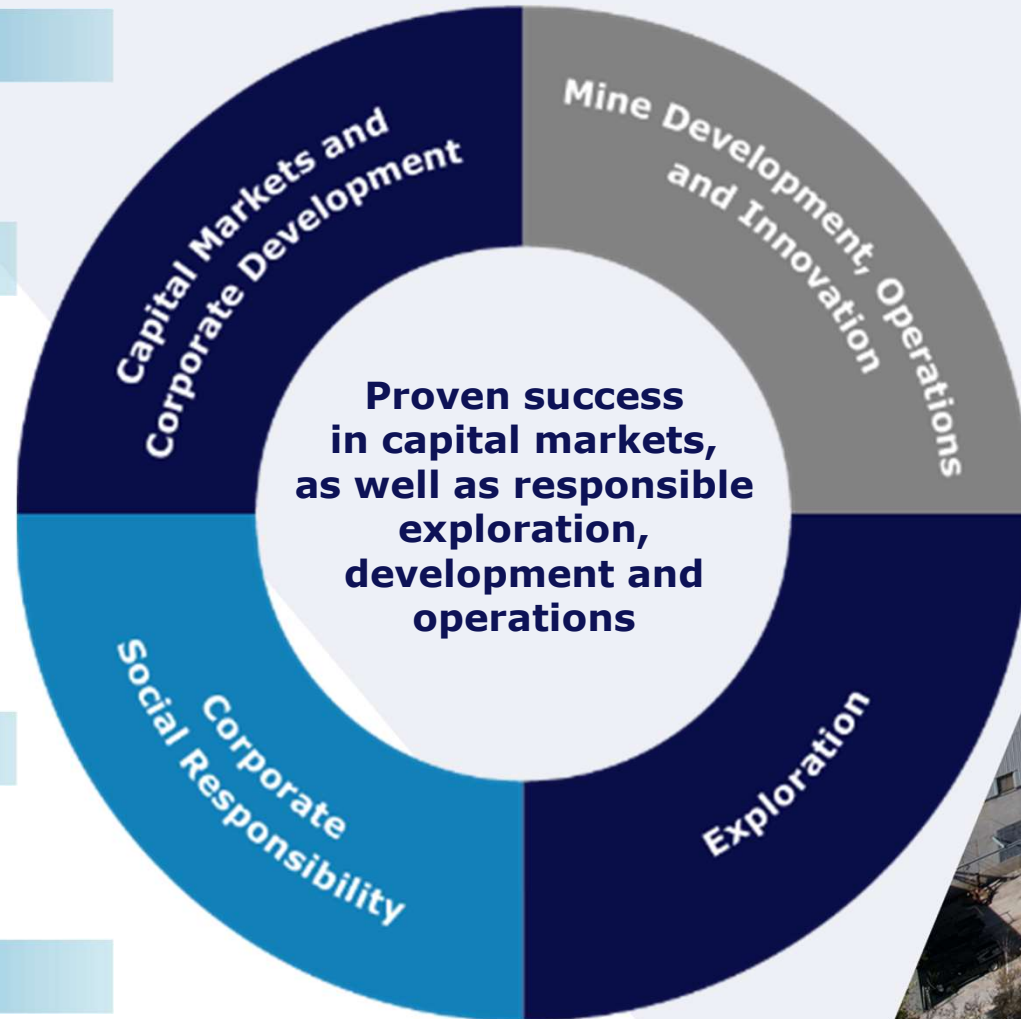 Capital Markets and
Corporate Development
Mine Development, Operations
and Innovation
Proven success
in capital markets,
as well as responsible
exploration,
development and
operations
Corporate
Social Responsibility
Exploration